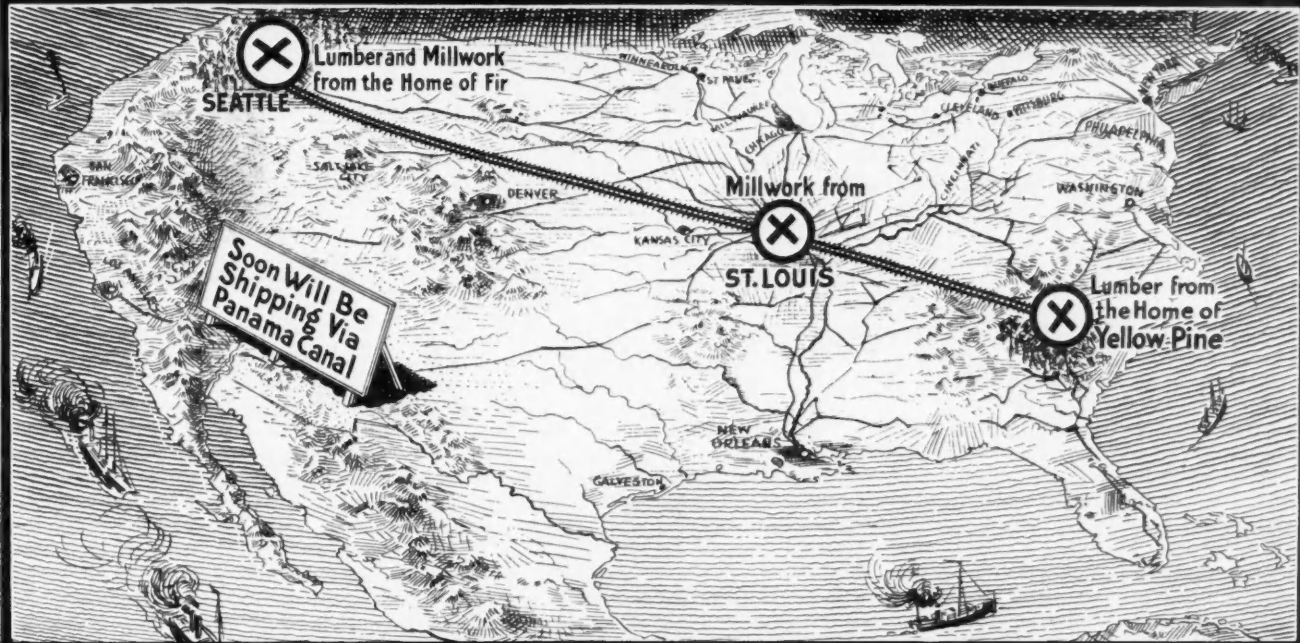 Lumber and Millwork
from the Home of Fir
SEATTLE
MINNEAPOLIS
ST PAUL
MILWAUKEE
CHICAGO
BUFFALO
CLEVELAND
PITTSBURG
NEW YORK
PHILADELPHIA
CINCINNATI
WASHINGTON
SAN
FRANCISCO
SALT LAKE
CITY
DENVER
Millwork from
KANSAS CITY
ST. LOUIS
Soon Will Be
Shipping Via
Panama Canal
Lumber from
the Home of
Yellow Pine
NEW
ORLEANS
GALVESTON